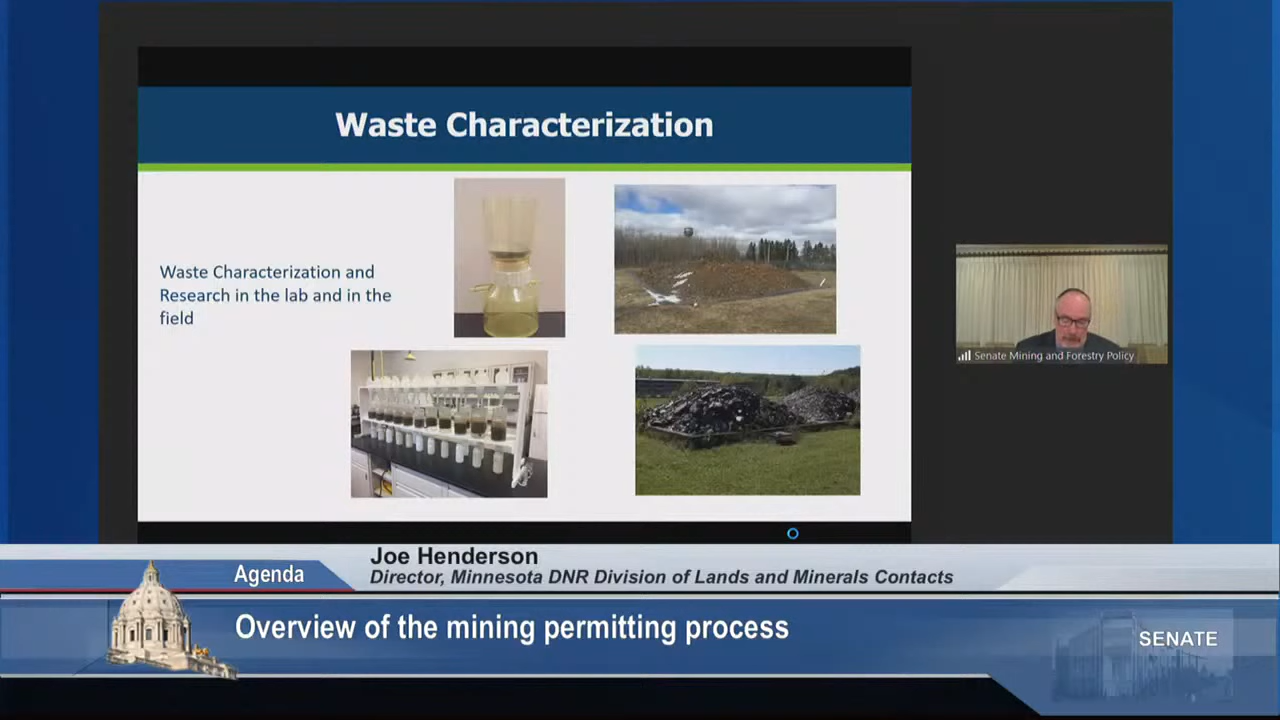 Waste Characterization
Waste Characterization and
Research in the lab and in the
field
Senate Mining and Forestry Policy
Joe Henderson
Director, Minnesota DNR Division of Lands and Minerals Contacts
Agenda
Overview of the mining permitting process
SENATE